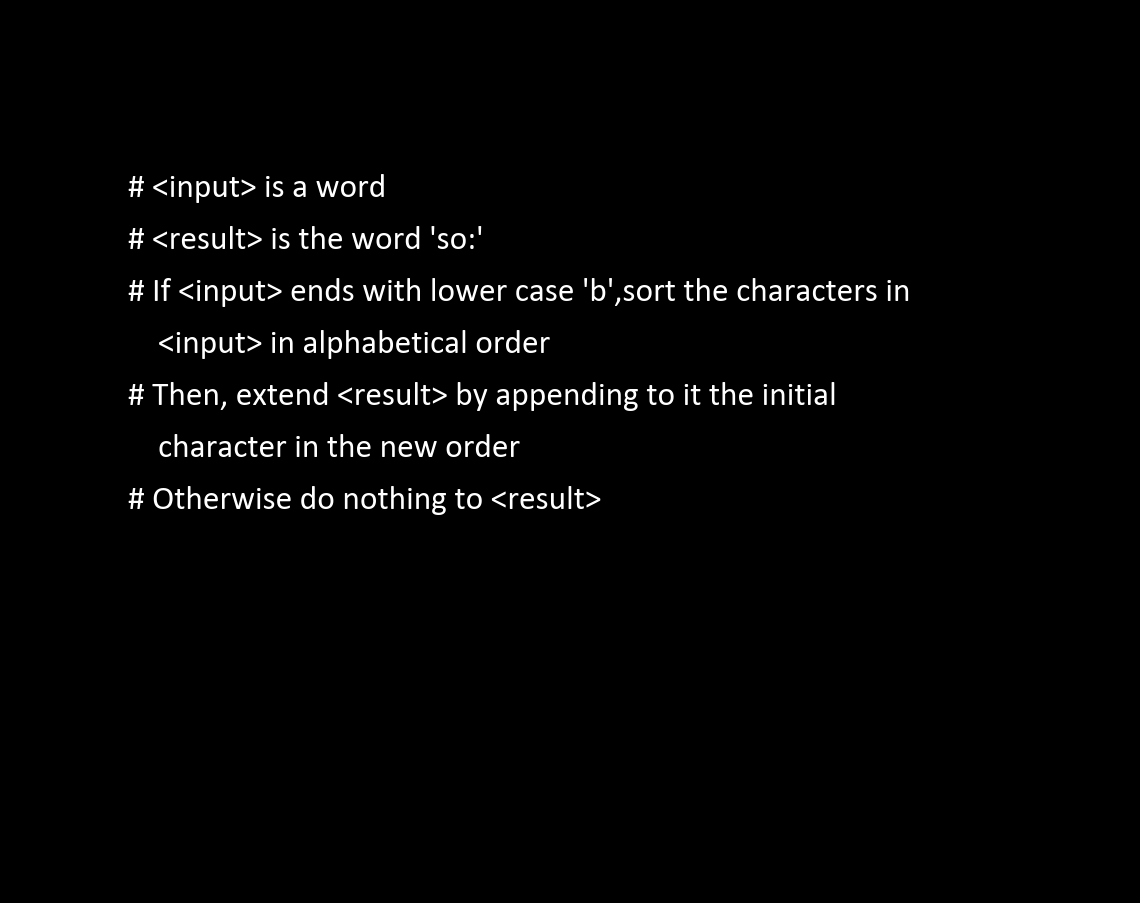 # <input> is a word
# <result> is the word 'so:'
# If <input> ends with lower case 'b',sort the characters in
<input> in alphabetical order
# Then, extend <result> by appending to it the initial
character in the new order
# Otherwise do nothing to <result>